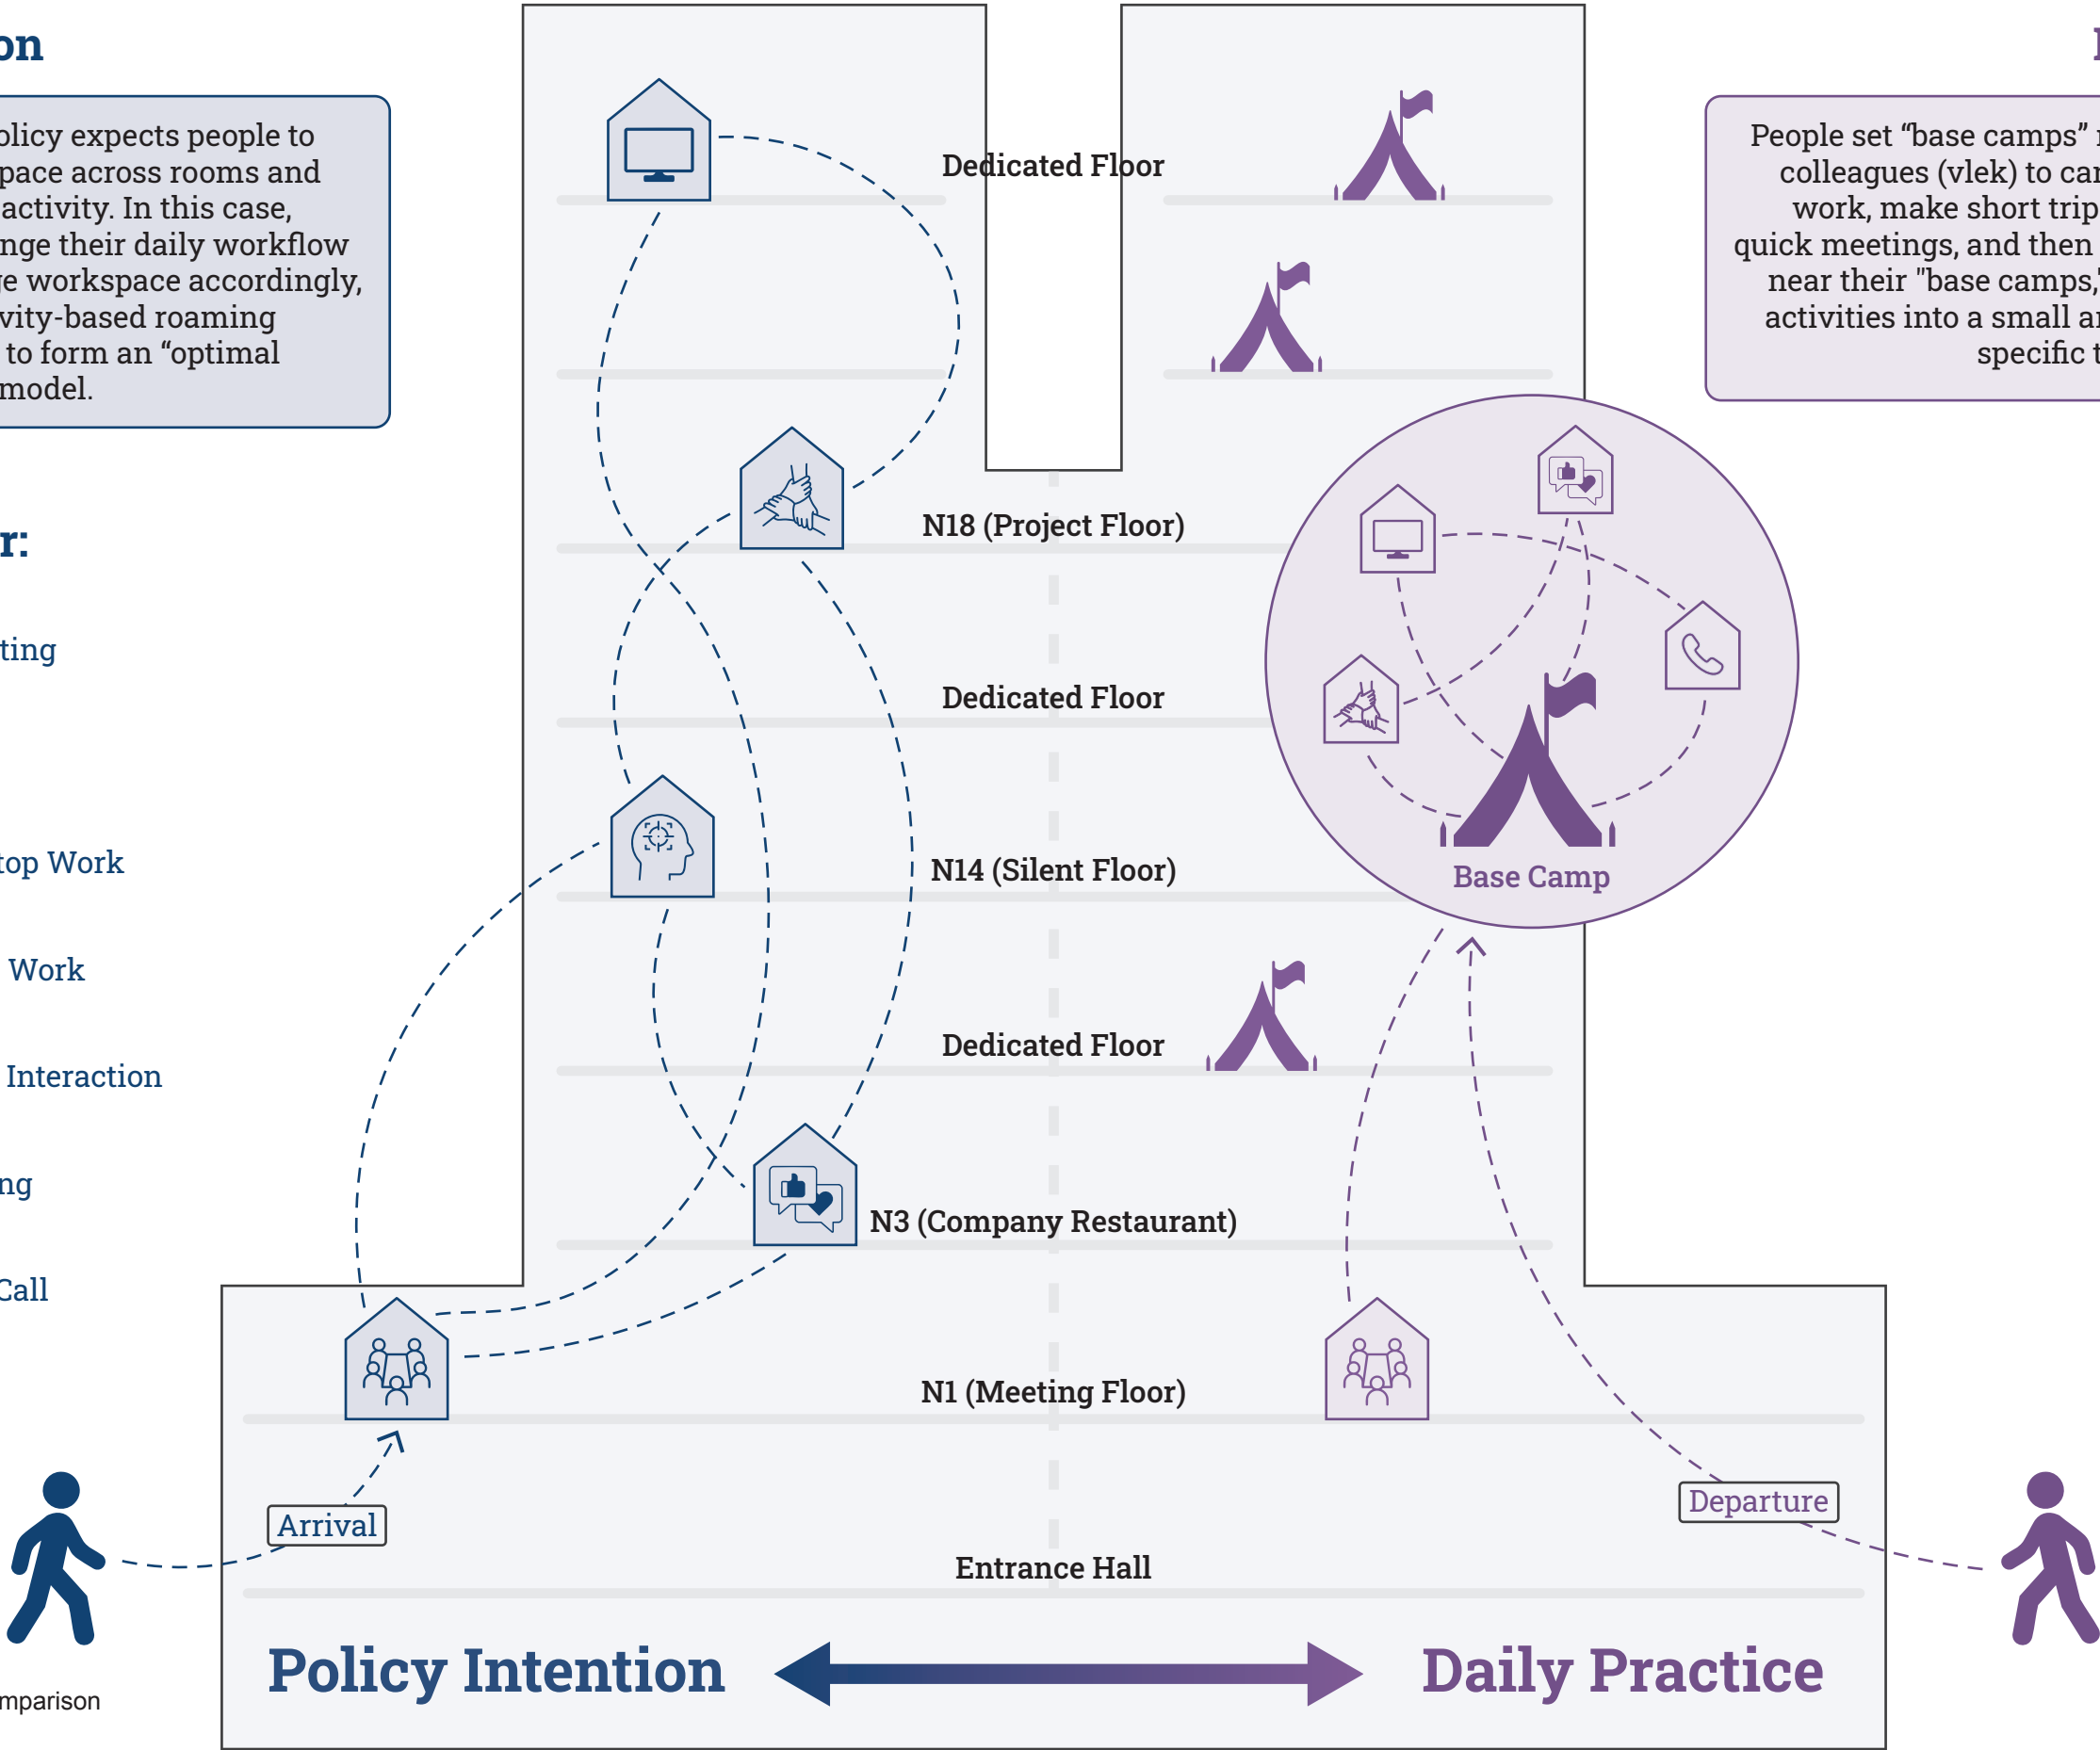 on
olicy expects people to
pace across rooms and
activity. In this case,
nge their daily workflow
ge workspace accordingly,
vity-based roaming
to form an “optimal
model.
r:
ting
top Work
Work
Interaction
ng
Call
Arrival
mparison
Dedicated Floor
N18 (Project Floor)
Dedicated Floor
N14 (Silent Floor)
Dedicated Floor
N3 (Company Restaurant)
N1 (Meeting Floor)
Entrance Hall
Policy Intention
Daily Practice
People set “base camps”
colleagues (vlek) to
work, make short trip
quick meetings, and then
near their "base camps,
activities into a small
specific
Base Camp
Departure